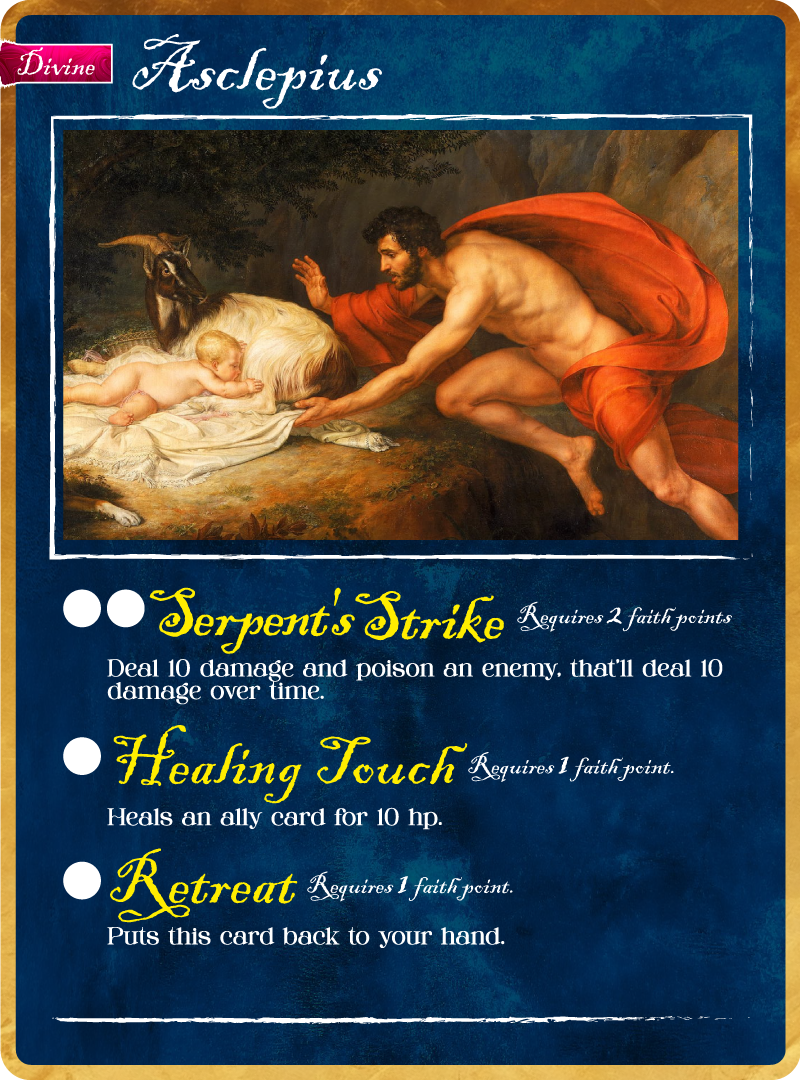 Divine
Asclepius
Serpent's Strike Requires 2 faith points
Deal 10 damage and poison an enemy, that'll deal 10
damage over time.
Healing Touch Requires 1 faith point.
Heals an ally card for 10 hp.
Retreat Requires 1 faith point.
Puts this card back to your hand.